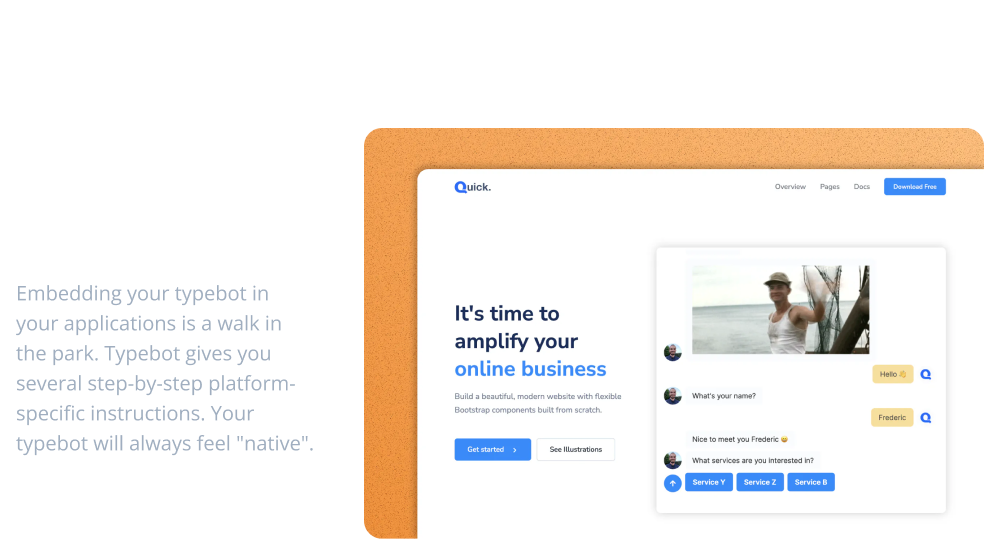 Embedding your typebot in
your applications is a walk in
the park. Typebot gives you
several step-by-step platform-
specific instructions. Your
typebot will always feel "native".
Quick.
Overview Pages Docs Download Free
It's time to
amplify your
online business
Build a beautiful, modern website with flexible
Bootstrap components built from scratch.
Get started
See Illustrations
Hello 👋
What's your name?
Frederic
Nice to meet you Frederic 😄
What services are you interested in?
Service Y Service Z Service B